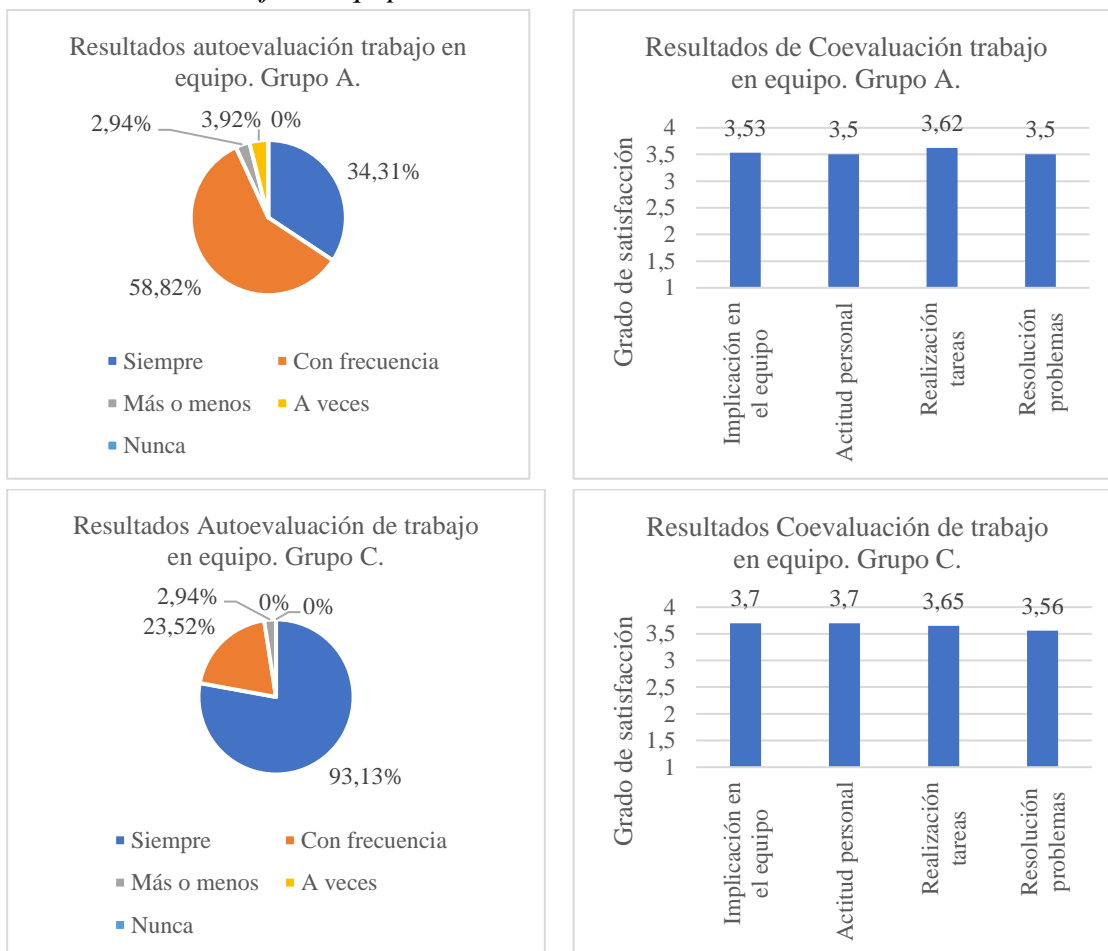 Resultados autoevaluación trabajo en
equipo. Grupo A.
2,94%
3,92%
0%
34,31%
58,82%
Siempre
Con frecuencia
Más o menos
A veces
Nunca
Resultados de Coevaluación trabajo
en equipo. Grupo A.
Grado de satisfacción
4
3,5
3
2,5
2
1,5
1
3,53
3,5
3,62
3,5
Implicación en
el equipo
Actitud personal
Realización
tareas
Resolución
problemas
Resultados Autoevaluación de trabajo
en equipo. Grupo C.
2,94%
0%
0%
23,52%
93,13%
Siempre
Con frecuencia
Más o menos
A veces
Nunca
Resultados Coevaluación de trabajo
en equipo. Grupo C.
Grado de satisfacción
4
3,5
3
2,5
2
1,5
1
3,7
3,7
3,65
3,56
Implicación en
el equipo
Actitud personal
Realización
tareas
Resolución
problemas